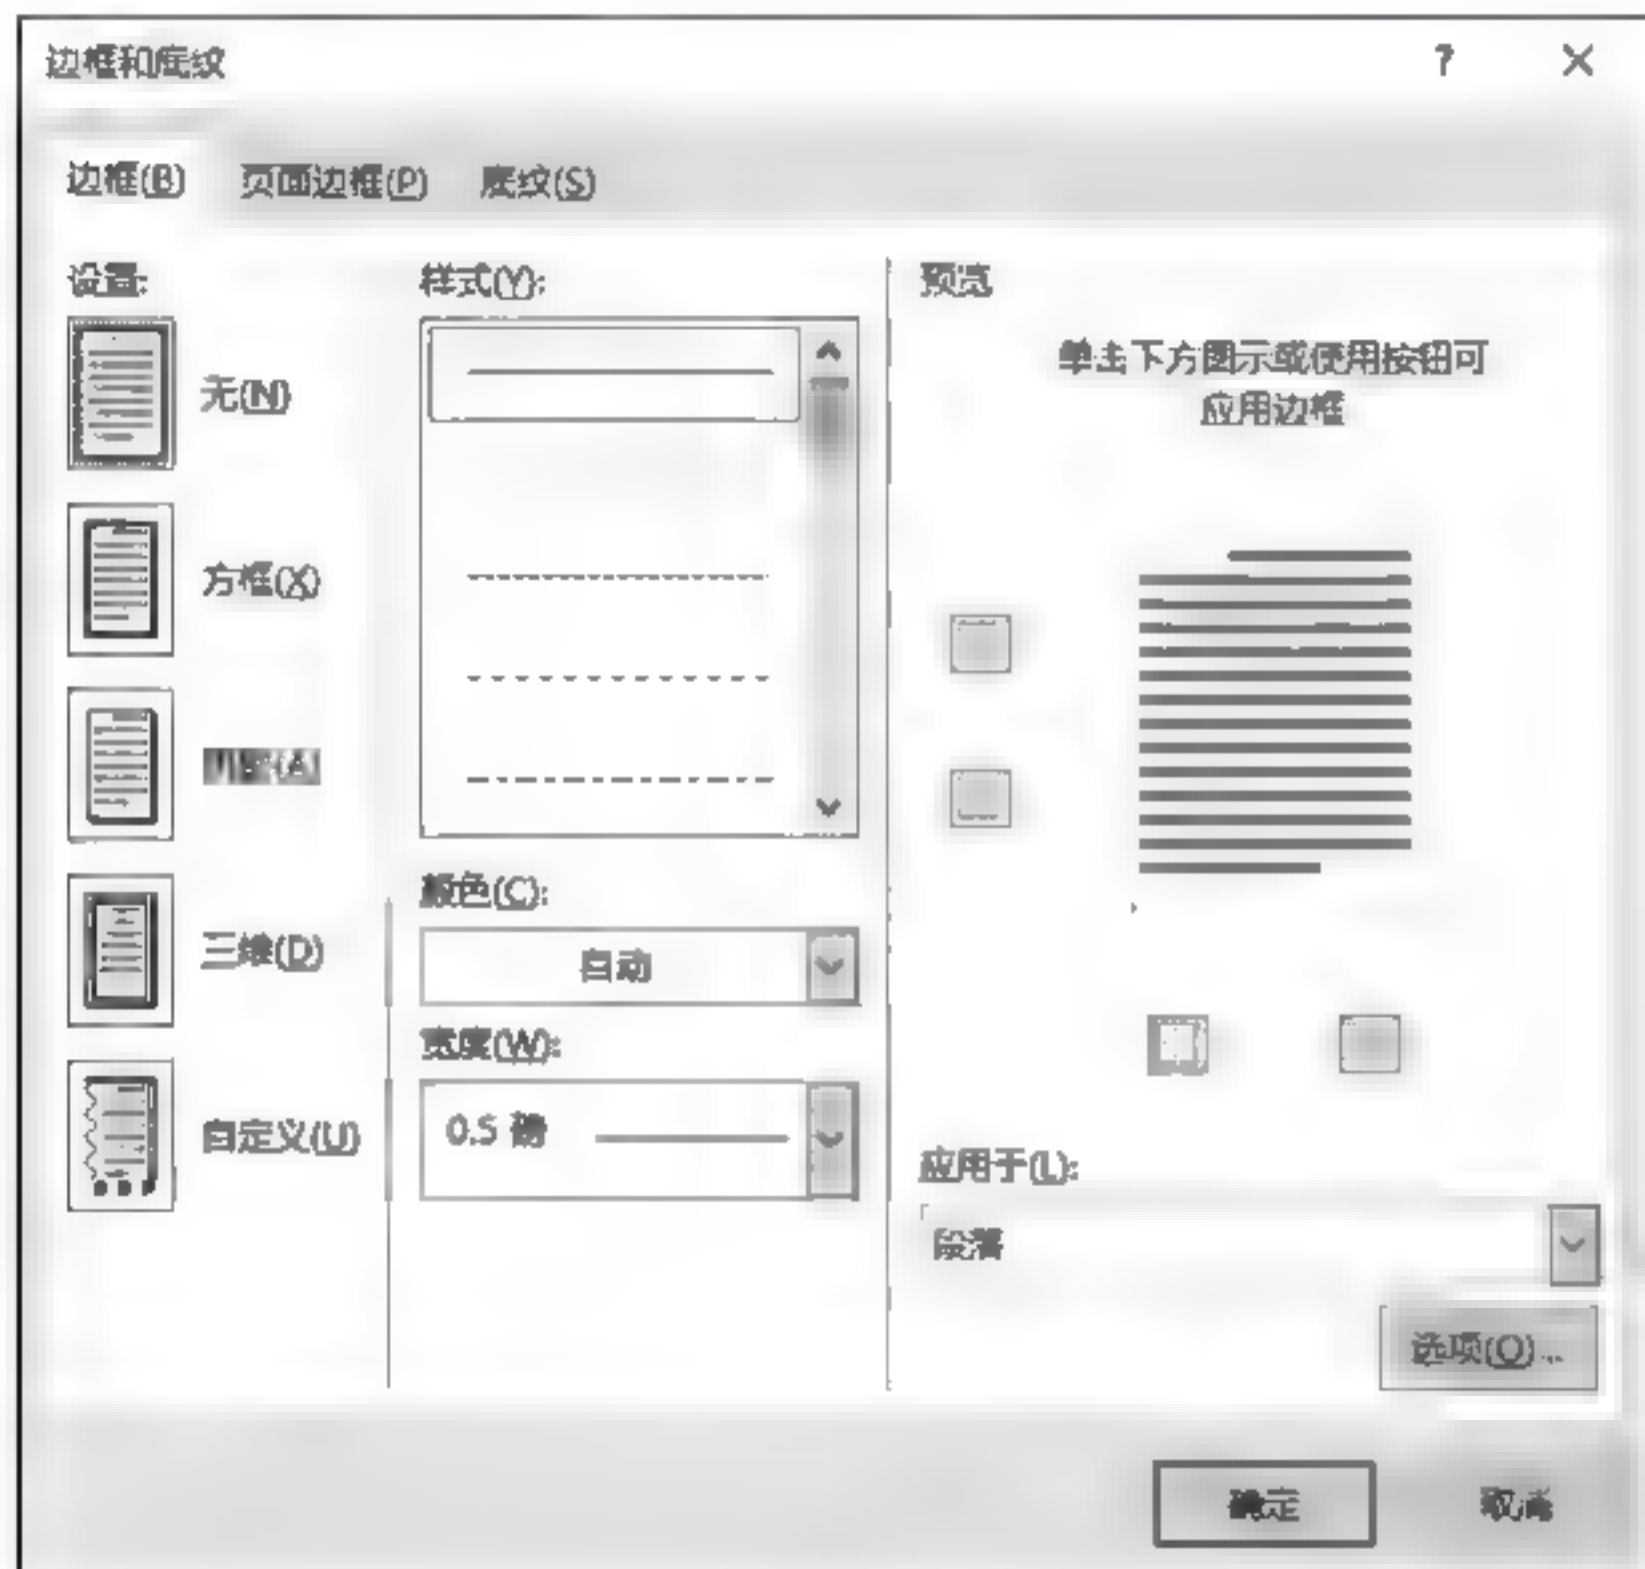 边框和底纹
?
边框(B) 页面边框(P) 底纹(S)
设置:
无(N)
方框(X)
三维(D)
自定义(U)
样式(Y):
颜色(C):
自动
宽度(W):
0.5 磅
预览
单击下方图示或使用按钮可
应用边框
应用于(L):
段落
选项(O)...
确定
取消